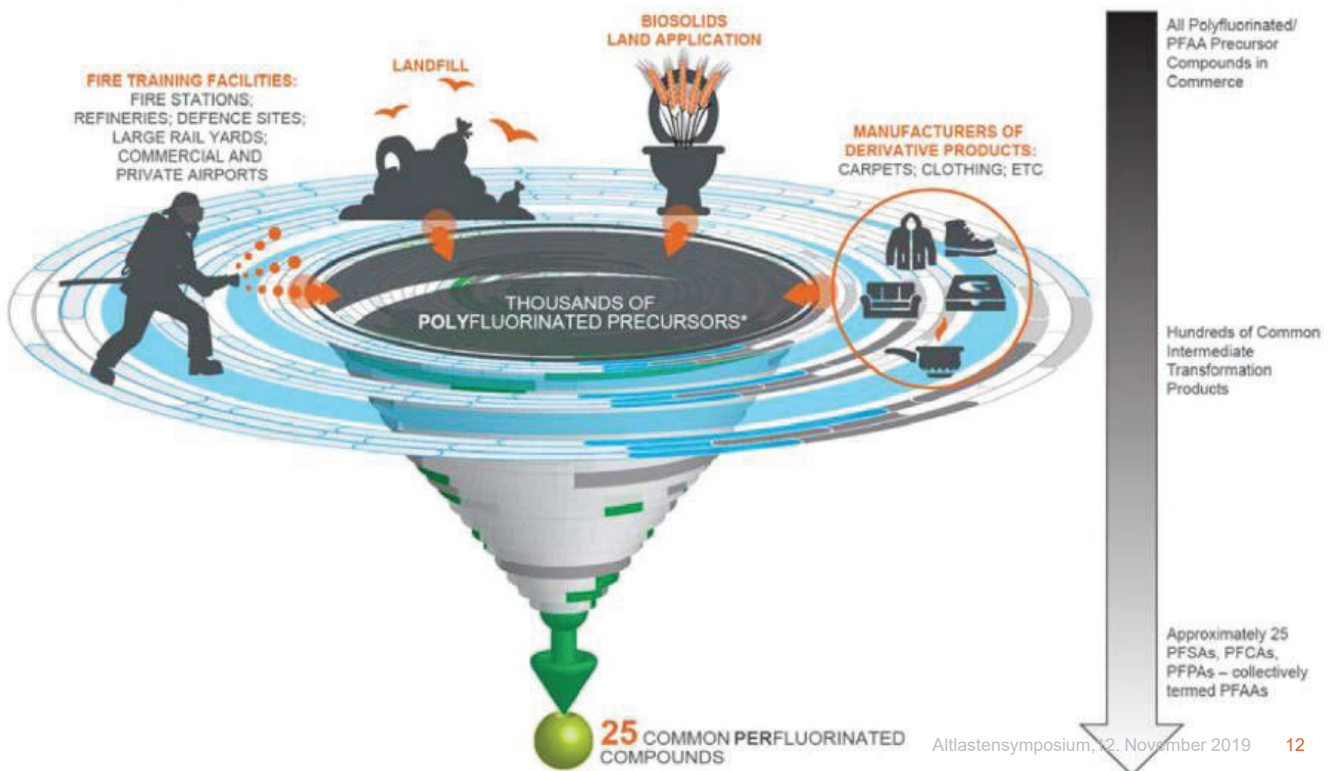 BIOSOLIDS
LAND APPLICATION
LANDFILL
FIRE TRAINING FACILITIES:
FIRE STATIONS;
REFINERIES; DEFENCE SITES;
LARGE RAIL YARDS;
COMMERCIAL AND
PRIVATE AIRPORTS
MANUFACTURERS OF
DERIVATIVE PRODUCTS:
CARPETS; CLOTHING; ETC
THOUSANDS OF
POLYFLUORINATED PRECURSORS*
25 COMMON PERFLUORINATED
COMPOUNDS
All Polyfluorinated/
PFAA Precursor
Compounds in
Commerce
Hundreds of Common
Intermediate
Transformation
Products
Approximately 25
PFSAs, PFCAs,
PFPAs – collectively
termed PFAAs
Altlastensymposium,12. November 2019 12